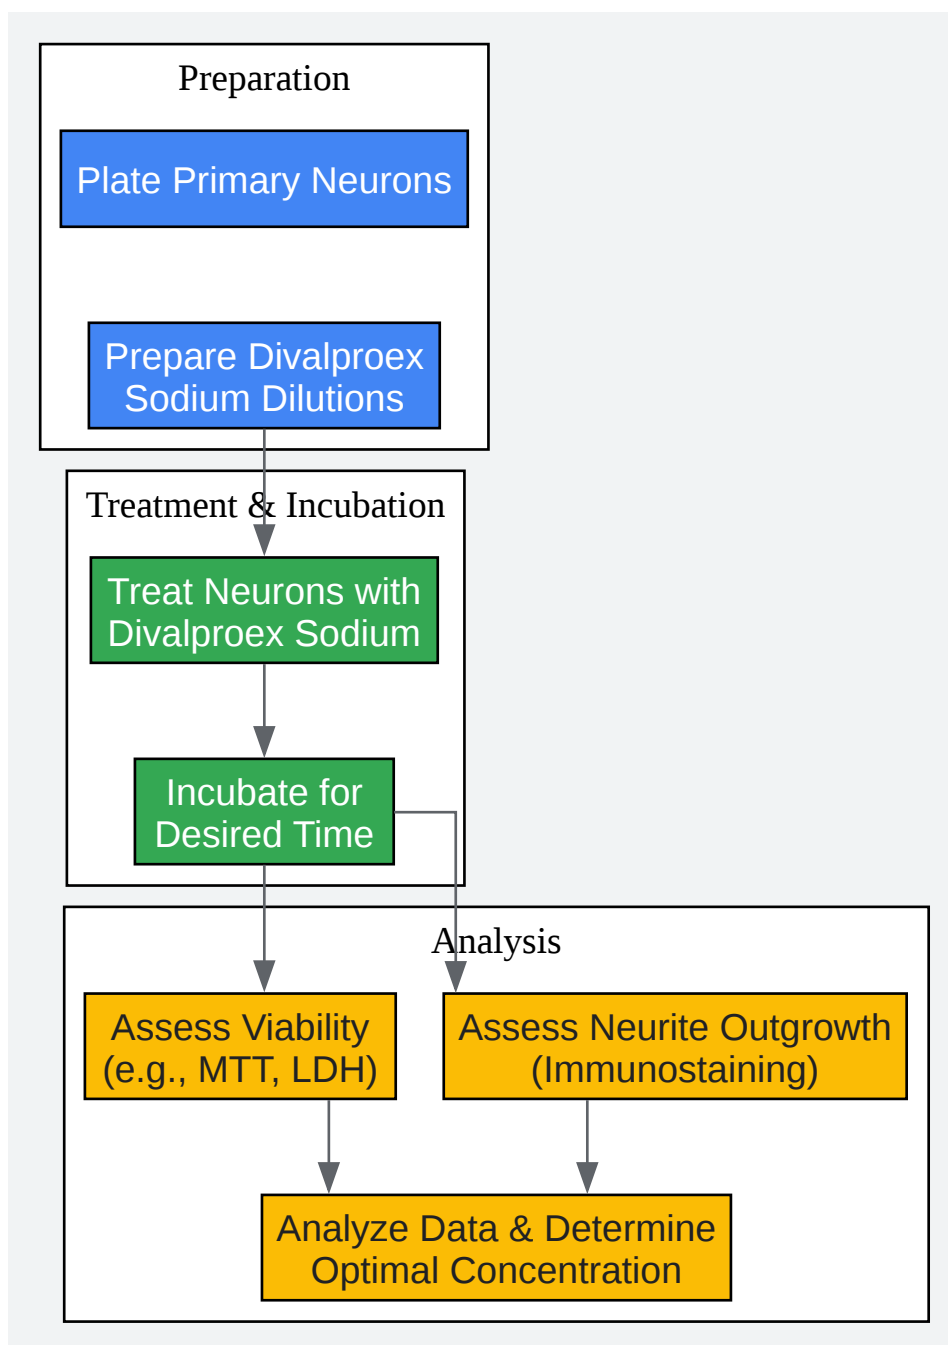 Preparation
Plate Primary Neurons
Prepare Divalproex
Sodium Dilutions
Treatment & Incubation
Treat Neurons with
Divalproex Sodium
Incubate for
Desired Time
Analysis
Assess Viability
(e.g., MTT, LDH)
Assess Neurite Outgrowth
(Immunostaining)
Analyze Data & Determine
Optimal Concentration